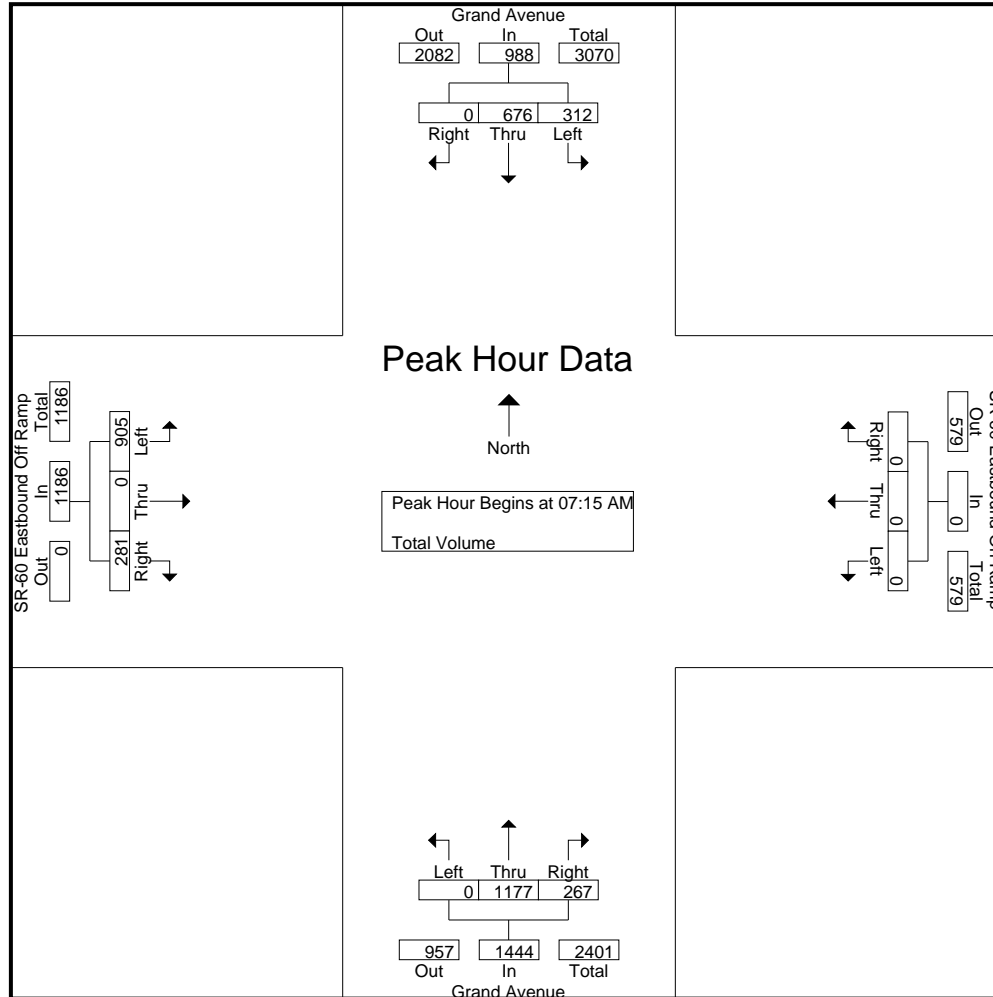 Grand Avenue
Out In Total
2082 988 3070
0 676 312
Right Thru Left
Peak Hour Data
North
Peak Hour Begins at 07:15 AM
Total Volume
SR-60 Eastbound Off Ramp
Total In Out
1186 1186 0
905 0 281
Left Thru Right
Out In Total
579 0 579
Right Thru Left
0 0 0
Left Thru Right
0 1177 267
957 1444 2401
Out In Total
Grand Avenue